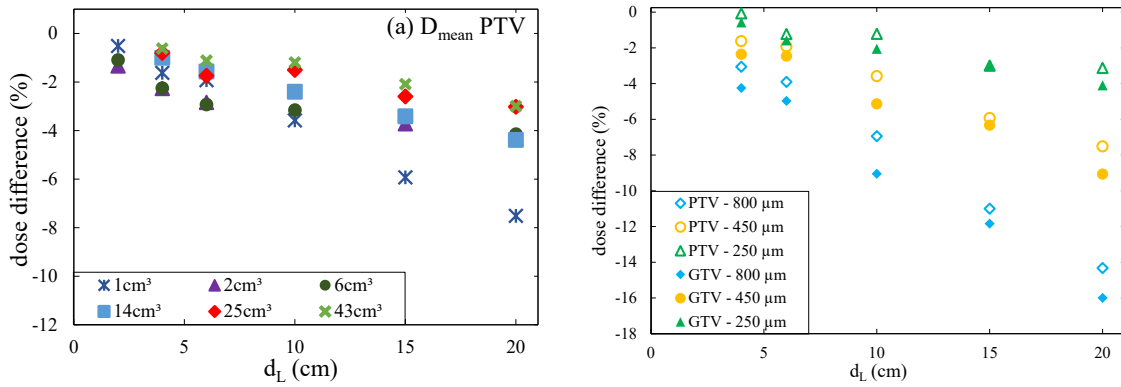 (a) D_mean PTV
dose difference (%)
0
-2
-4
-6
-8
-10
-12
1cm³ 2cm³ 6cm³
14cm³ 25cm³ 43cm³
0 5 10 15 20
d_L (cm)
dose difference (%)
0
-2
-4
-6
-8
-10
-12
-14
-16
-18
PTV - 800 µm
PTV - 450 µm
PTV - 250 µm
GTV - 800 µm
GTV - 450 µm
GTV - 250 µm
0 5 10 15 20
d_L (cm)